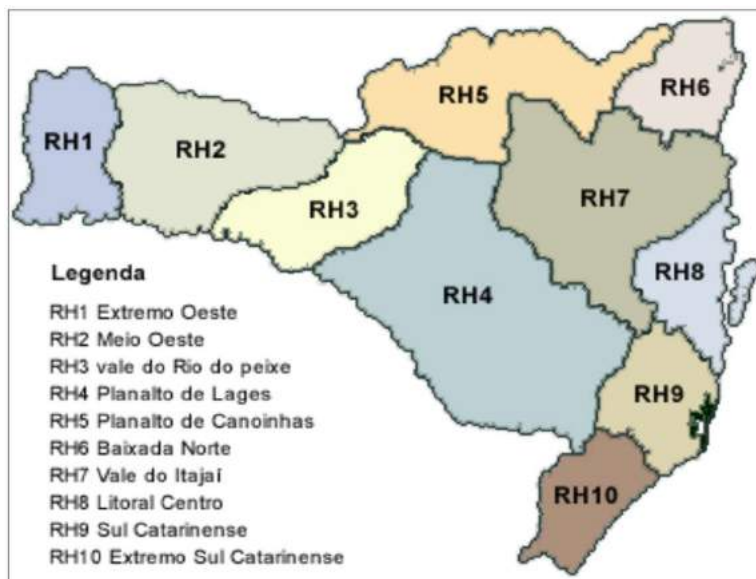 RH5
RH6
RH1
RH2
RH3
RH7
RH8
RH4
RH9
RH10
Legenda
RH1 Extremo Oeste
RH2 Meio Oeste
RH3 vale do Rio do peixe
RH4 Planalto de Lages
RH5 Planalto de Canoinhas
RH6 Baixada Norte
RH7 Vale do Itajaí
RH8 Litoral Centro
RH9 Sul Catarinense
RH10 Extremo Sul Catarinense